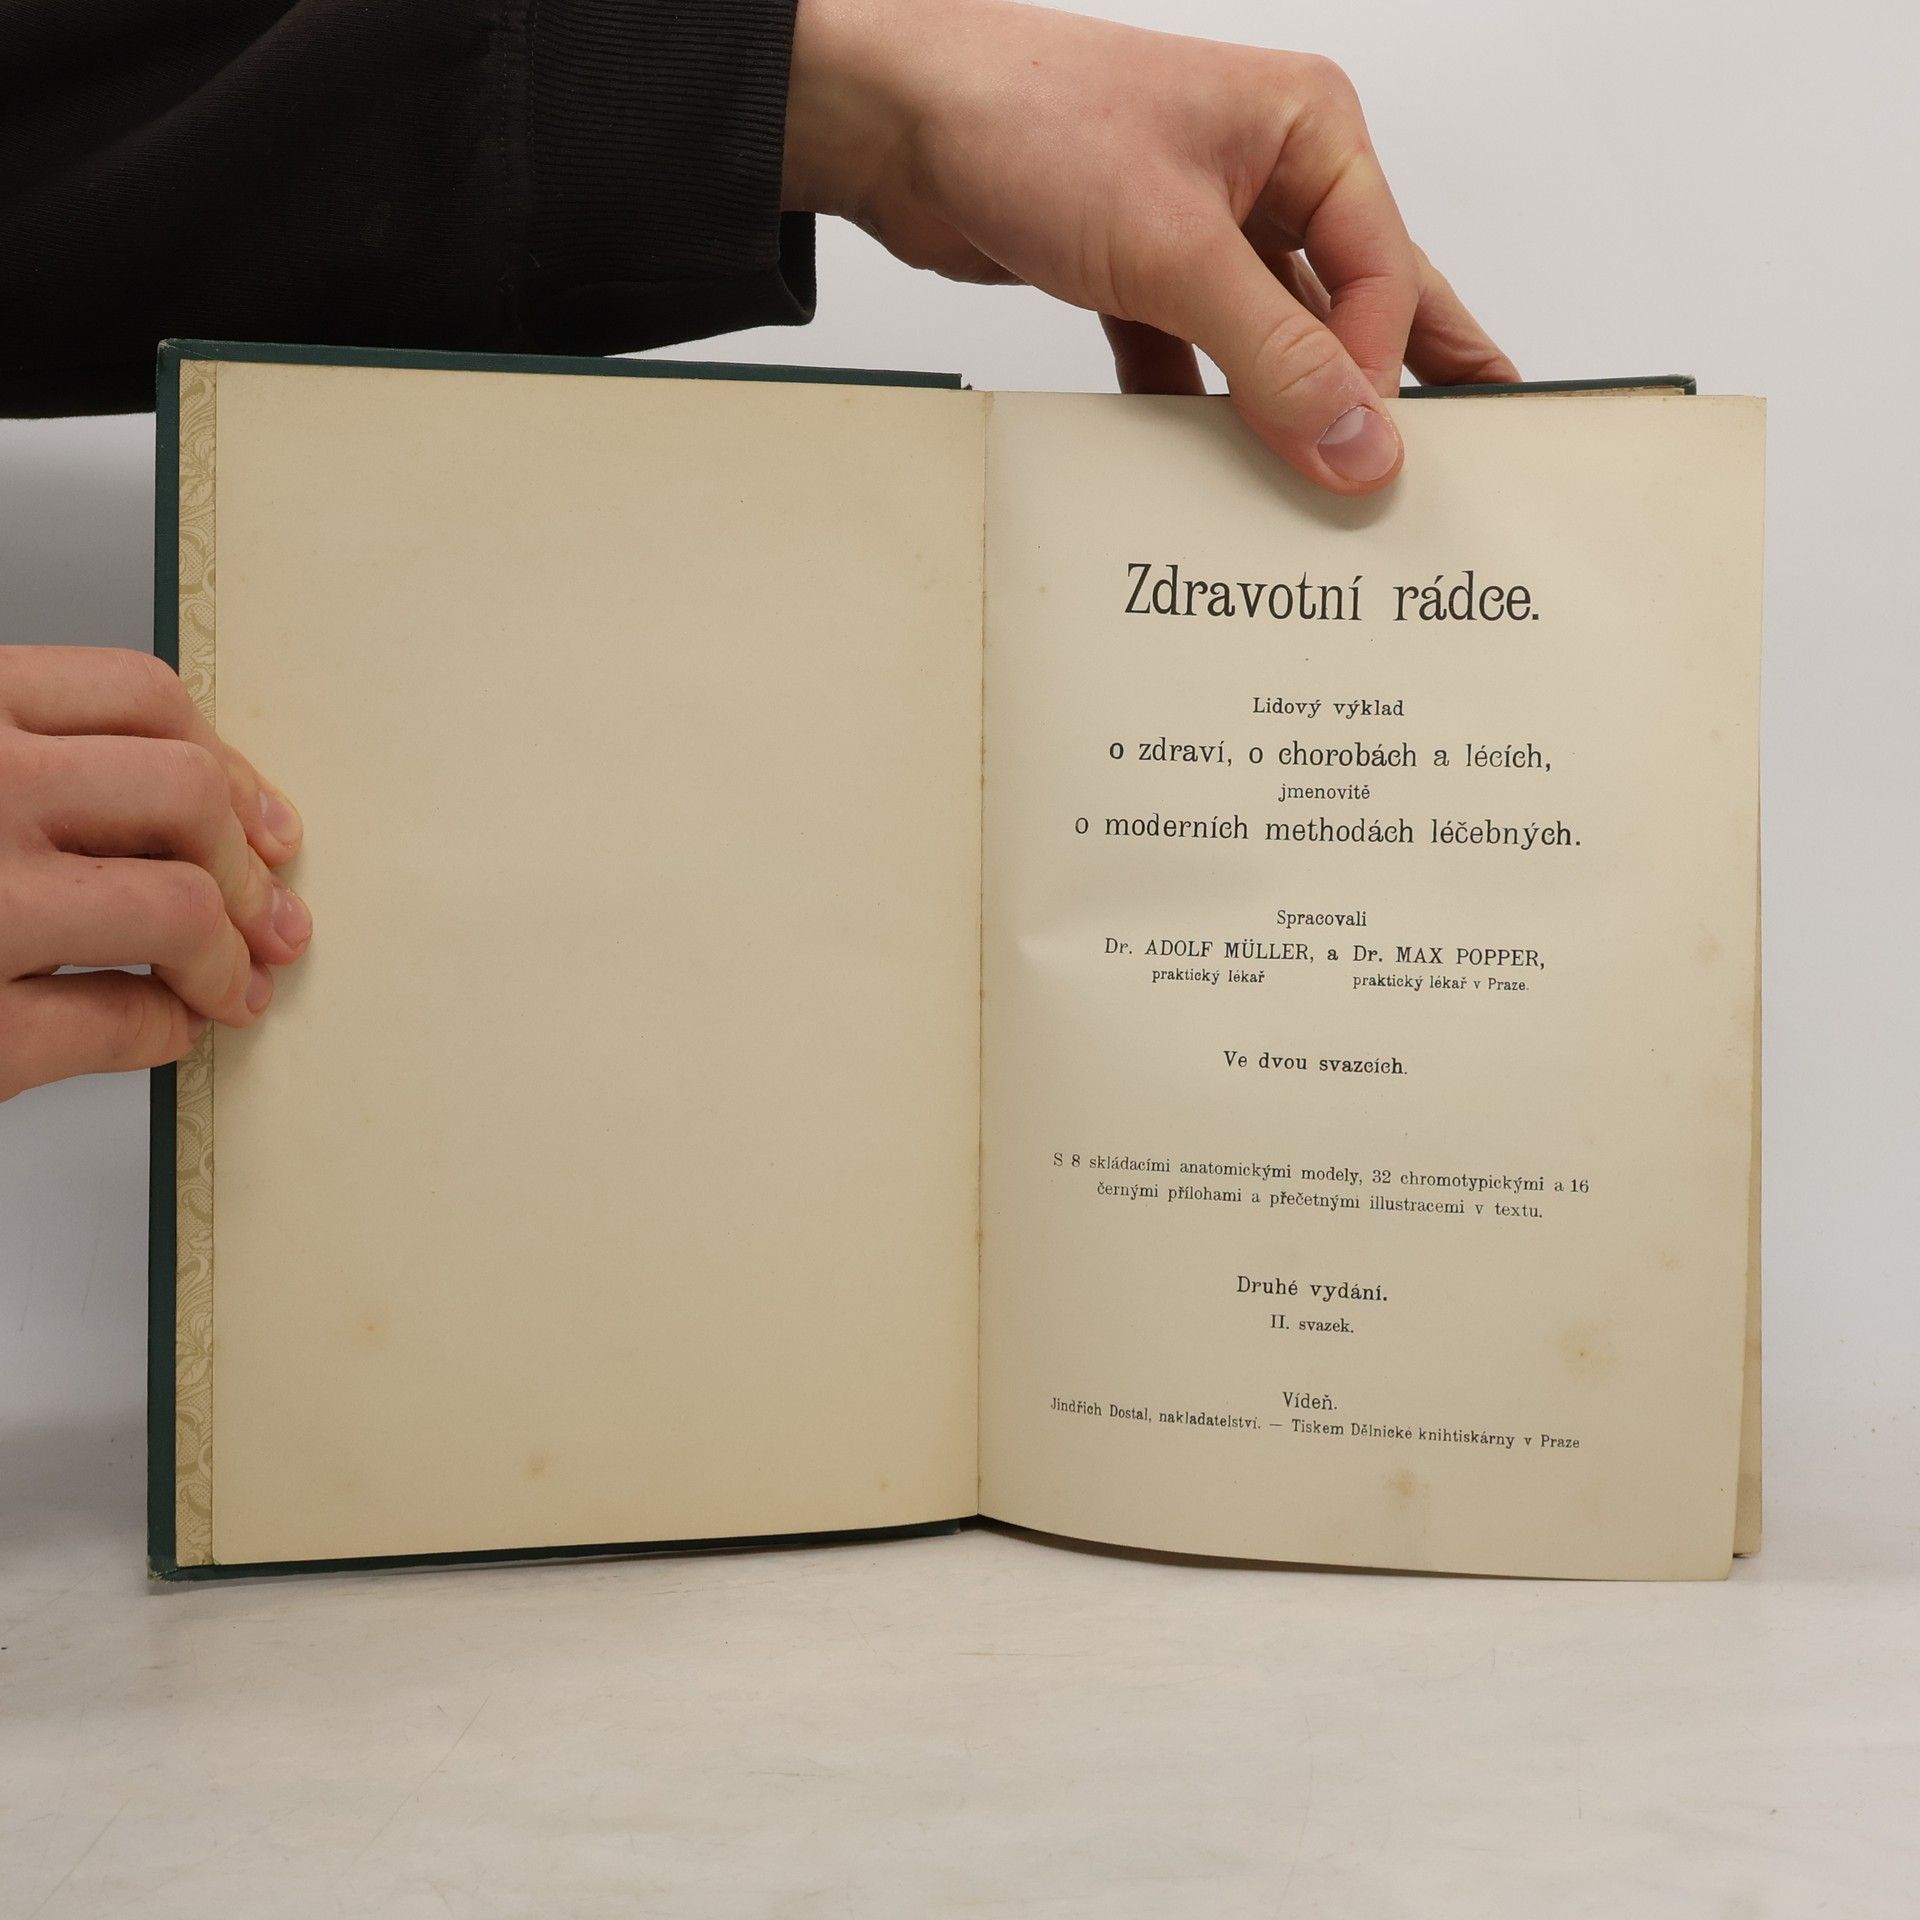 Zdravotní rádce.
Lidový výklad
o zdraví, o chorobách a lécích,
jmenovitě
o moderních methodách léčebných.
Spracovali
Dr. ADOLF MÜLLER, a Dr. MAX POPPER,
praktický lékař praktický lékař v Praze.
Ve dvou svazcích.
S 8 skládacími anatomickými modely, 32 chromotypickými a 16
černými přílohami a přečetnými illustracemi v textu.
Druhé vydání.
II. svazek.
Vídeň.
Jindřich Dostal, nakladatelství. — Tiskem Dělnické knihtiskárny v Praze